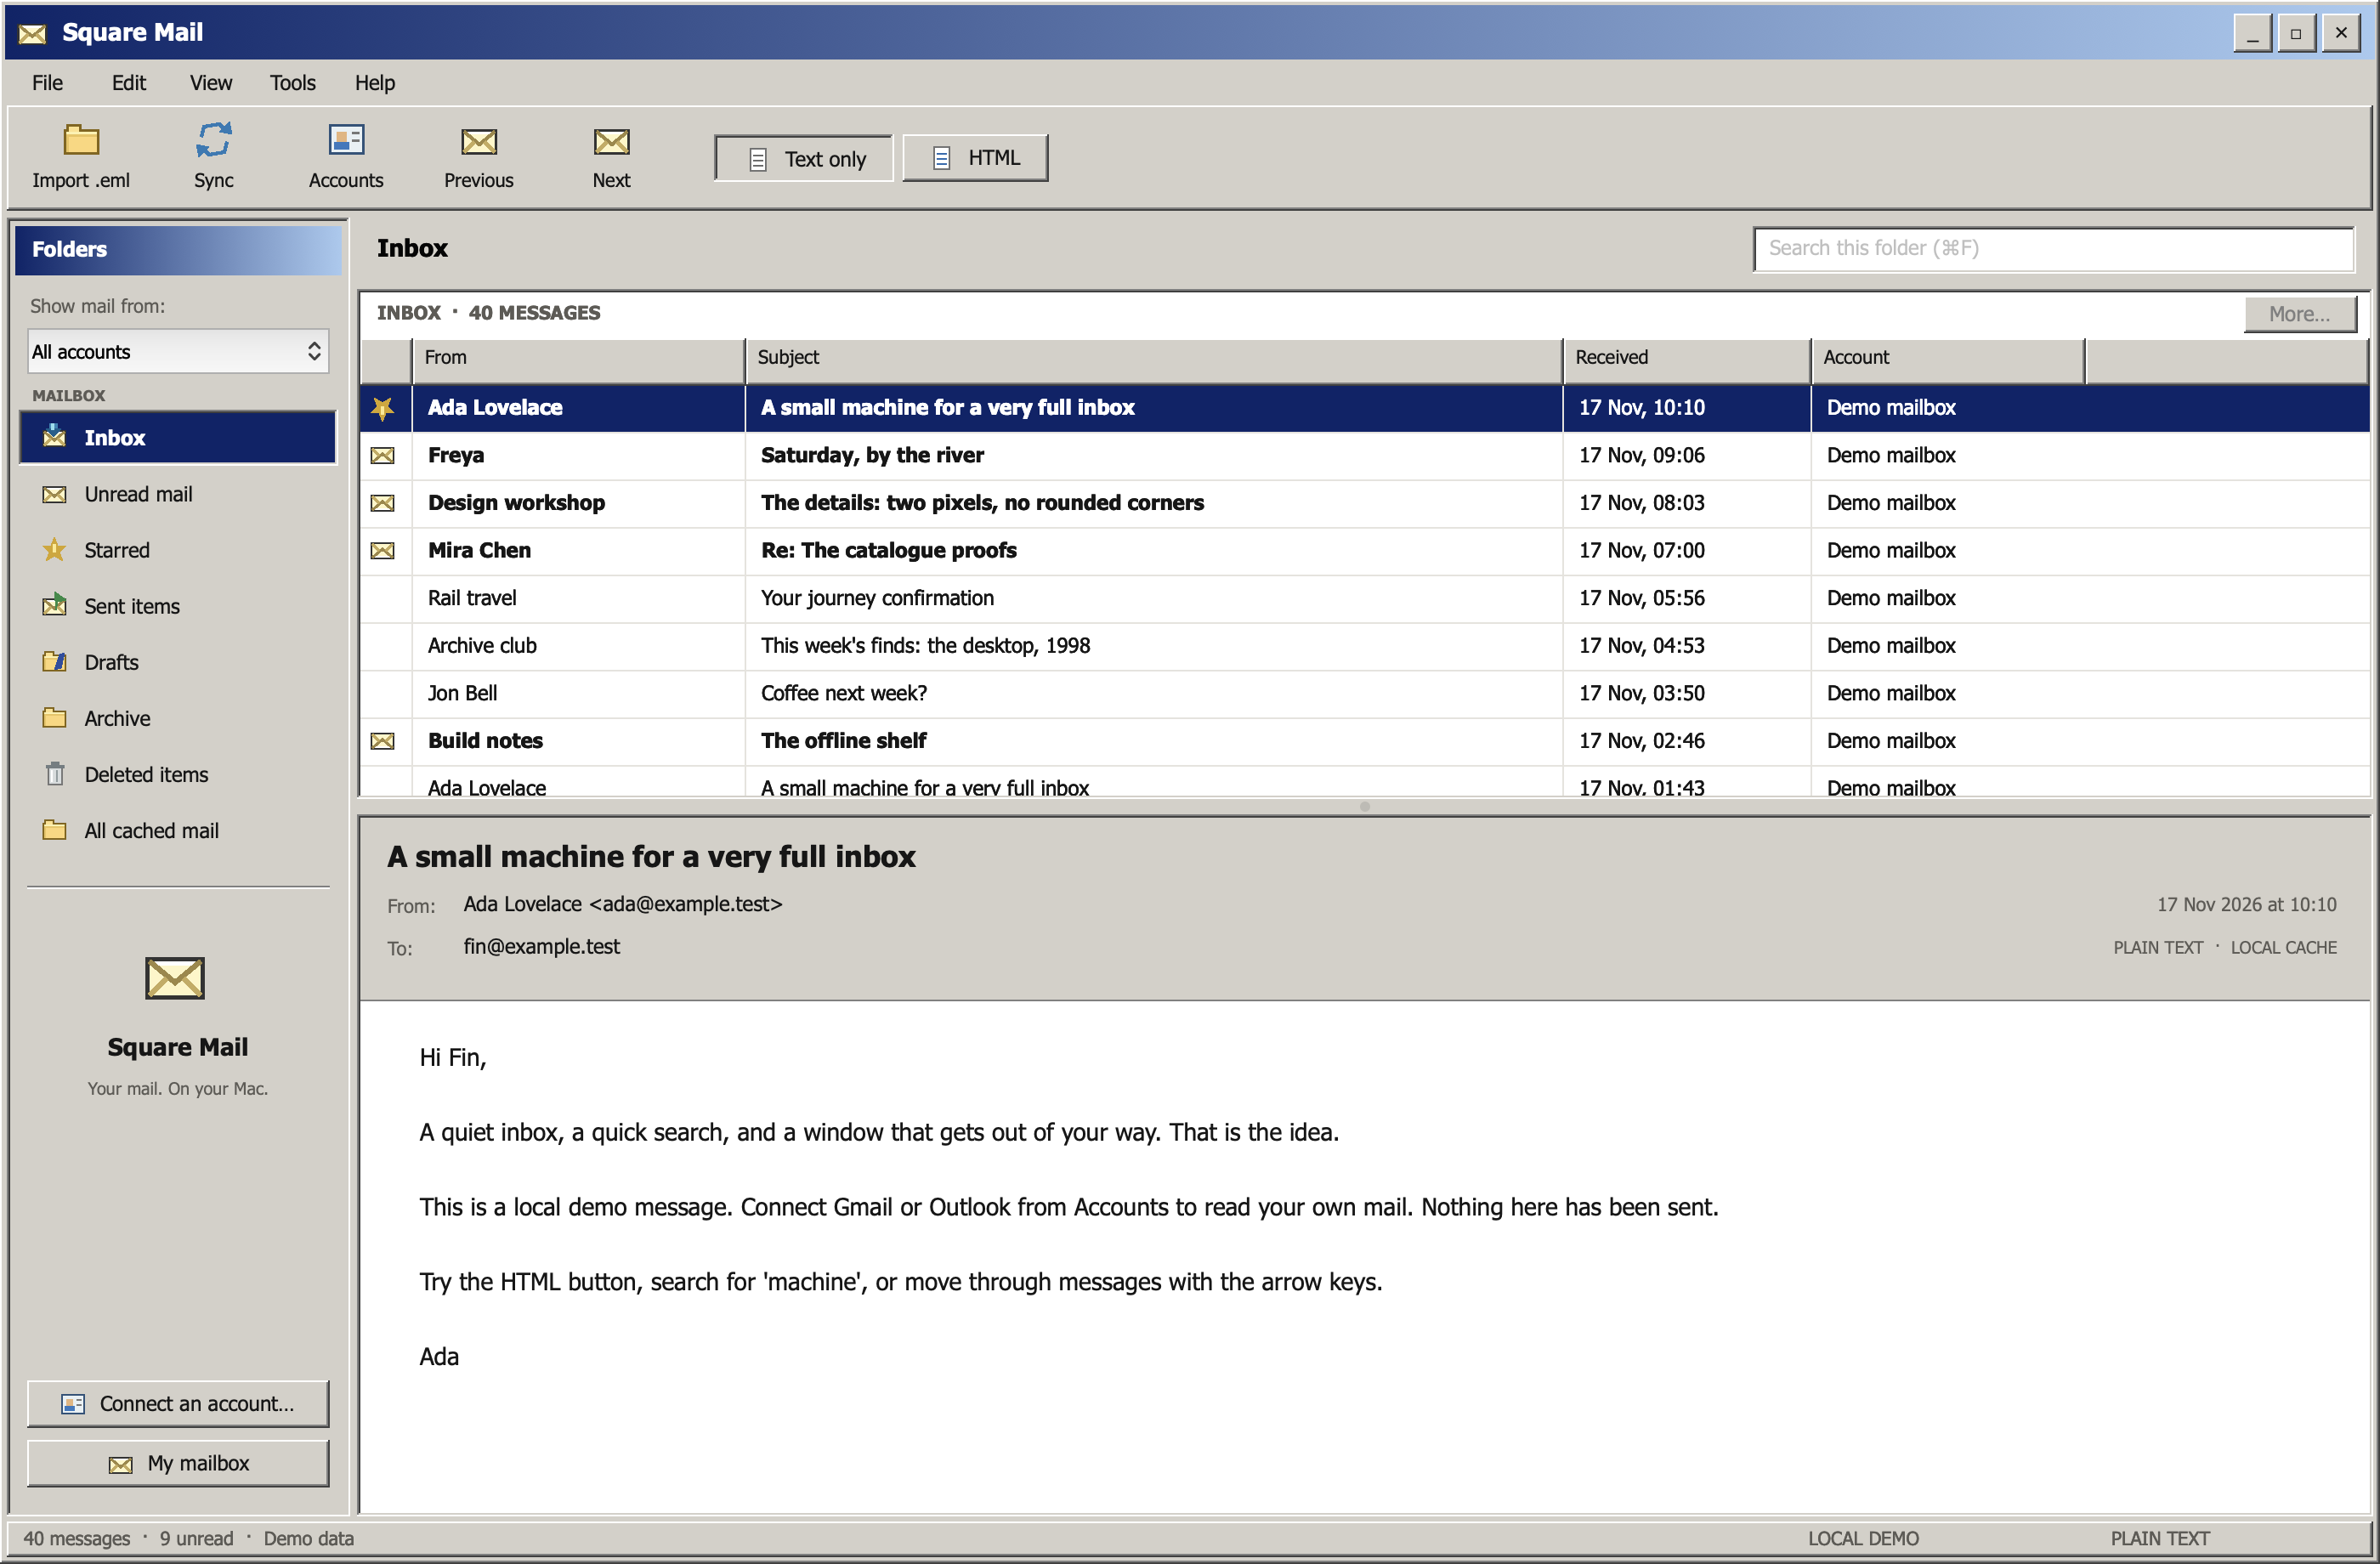 Square Mail
File Edit View Tools Help
Import .eml Sync Accounts Previous Next Text only HTML
Folders
Show mail from:
All accounts
MAILBOX
Inbox
Unread mail
Starred
Sent items
Drafts
Archive
Deleted items
All cached mail
Square Mail
Your mail. On your Mac.
Connect an account...
My mailbox
Inbox
Search this folder (⌘F)
INBOX · 40 MESSAGES More...
From Subject Received Account
Ada Lovelace A small machine for a very full inbox 17 Nov, 10:10 Demo mailbox
Freya Saturday, by the river 17 Nov, 09:06 Demo mailbox
Design workshop The details: two pixels, no rounded corners 17 Nov, 08:03 Demo mailbox
Mira Chen Re: The catalogue proofs 17 Nov, 07:00 Demo mailbox
Rail travel Your journey confirmation 17 Nov, 05:56 Demo mailbox
Archive club This week's finds: the desktop, 1998 17 Nov, 04:53 Demo mailbox
Jon Bell Coffee next week? 17 Nov, 03:50 Demo mailbox
Build notes The offline shelf 17 Nov, 02:46 Demo mailbox
Ada Lovelace A small machine for a very full inbox 17 Nov, 01:43 Demo mailbox
A small machine for a very full inbox
From: Ada Lovelace <ada@example.test> 17 Nov 2026 at 10:10
To: fin@example.test PLAIN TEXT · LOCAL CACHE
Hi Fin,
A quiet inbox, a quick search, and a window that gets out of your way. That is the idea.
This is a local demo message. Connect Gmail or Outlook from Accounts to read your own mail. Nothing here has been sent.
Try the HTML button, search for 'machine', or move through messages with the arrow keys.
Ada
40 messages · 9 unread · Demo data LOCAL DEMO PLAIN TEXT